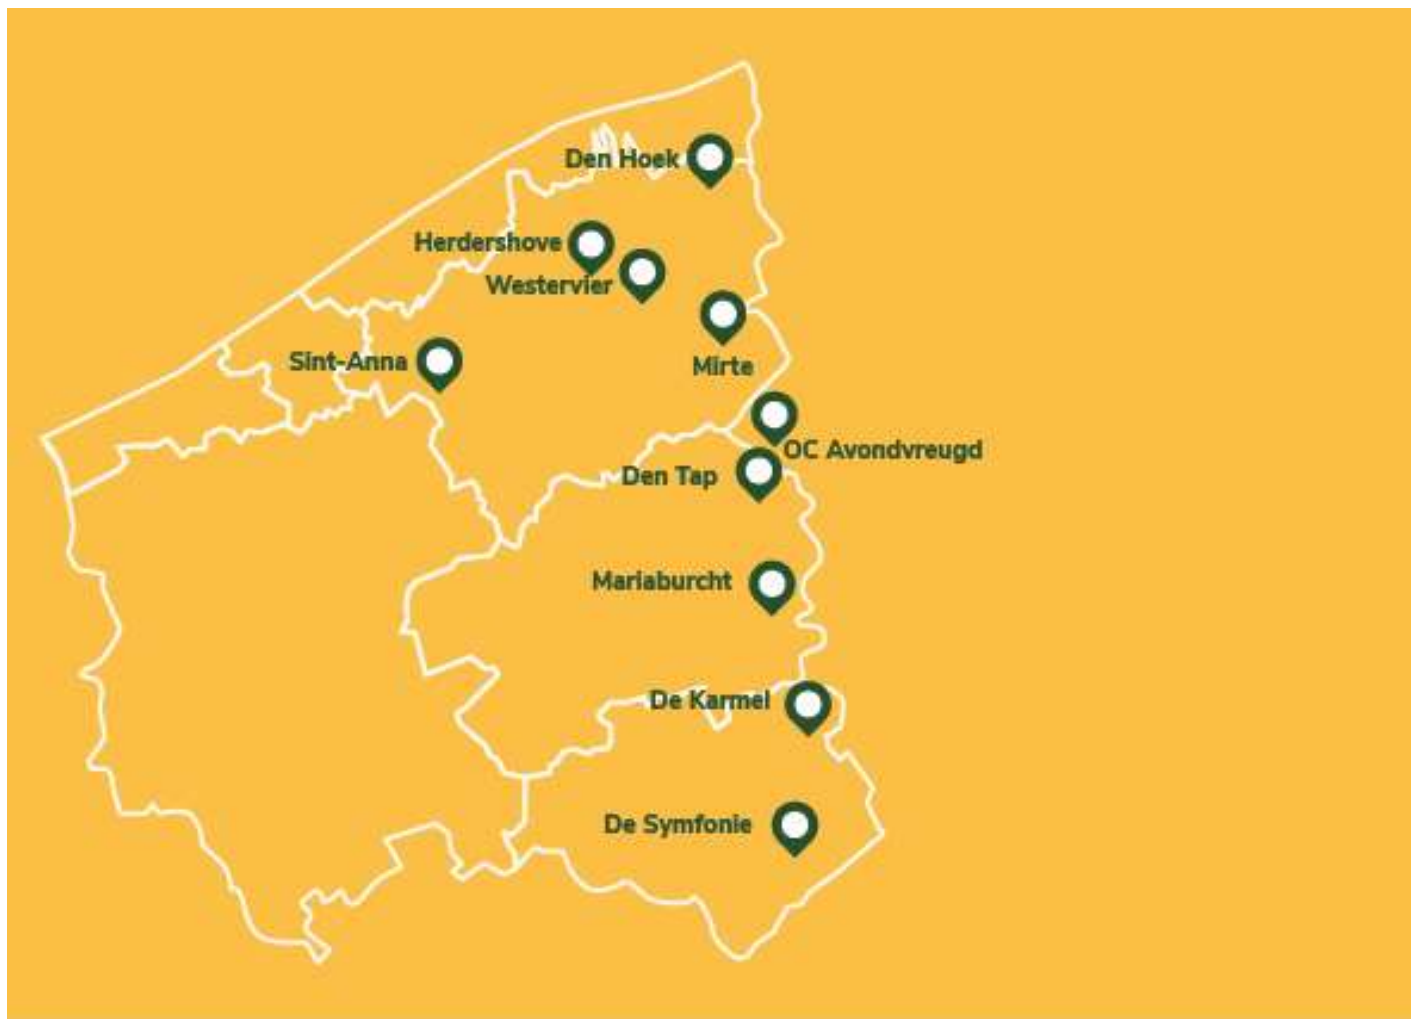 Den Hoek
Herdershove
Westervier
Mirte
Sint-Anna
OC Avondvreugd
Den Tap
Mariaburcht
De Karmel
De Symfonie